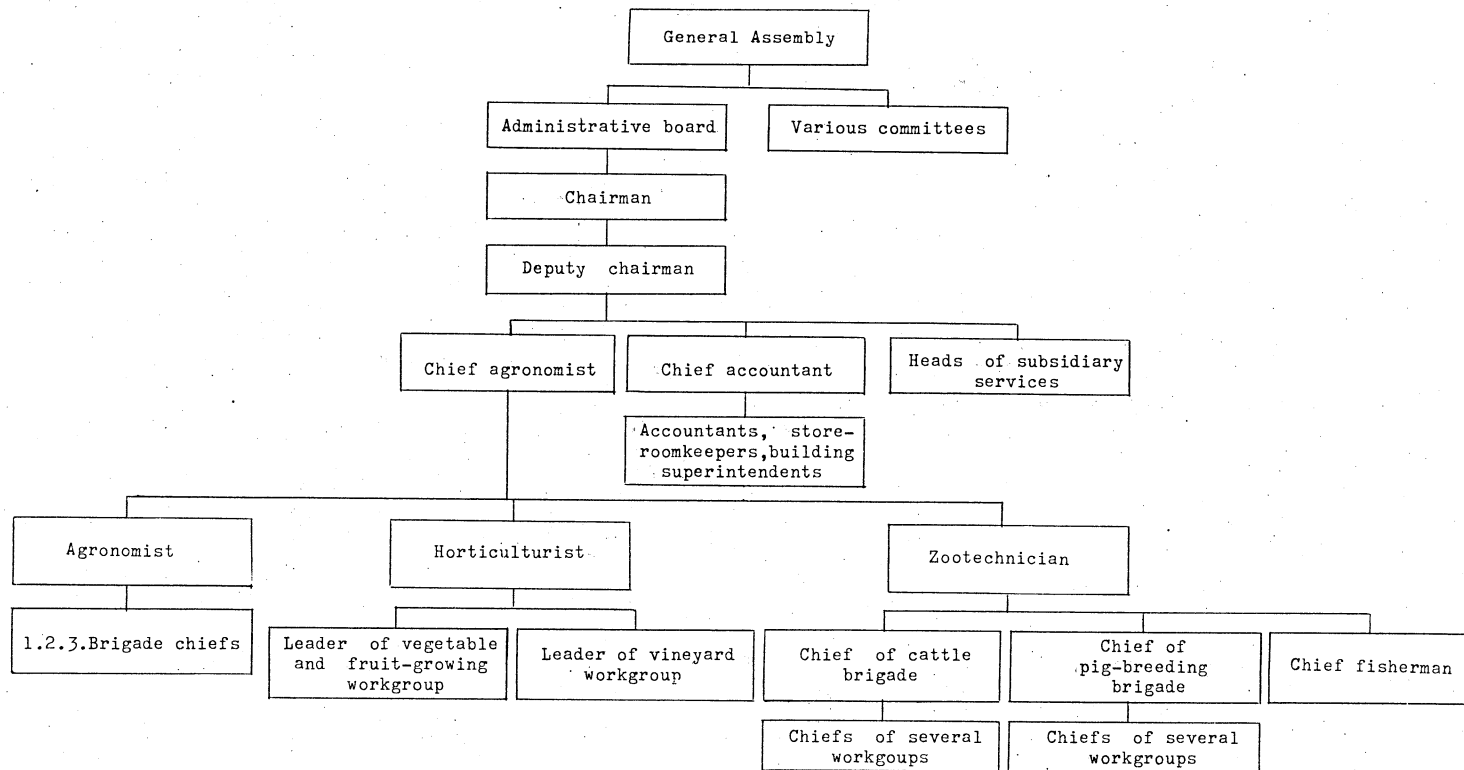 General Assembly
Administrative board
Various committees
Chairman
Deputy chairman
Chief agronomist
Chief accountant
Heads of subsidiary
services
Accountants, store-
roomkeepers,building
superintendents
Agronomist
Horticulturist
Zootechnician
1.2.3.Brigade chiefs
Leader of vegetable
and fruit-growing
workgroup
Leader of vineyard
workgroup
Chief of cattle
brigade
Chief of
pig-breeding
brigade
Chief fisherman
Chiefs of several
workgoups
Chiefs of several
workgroups